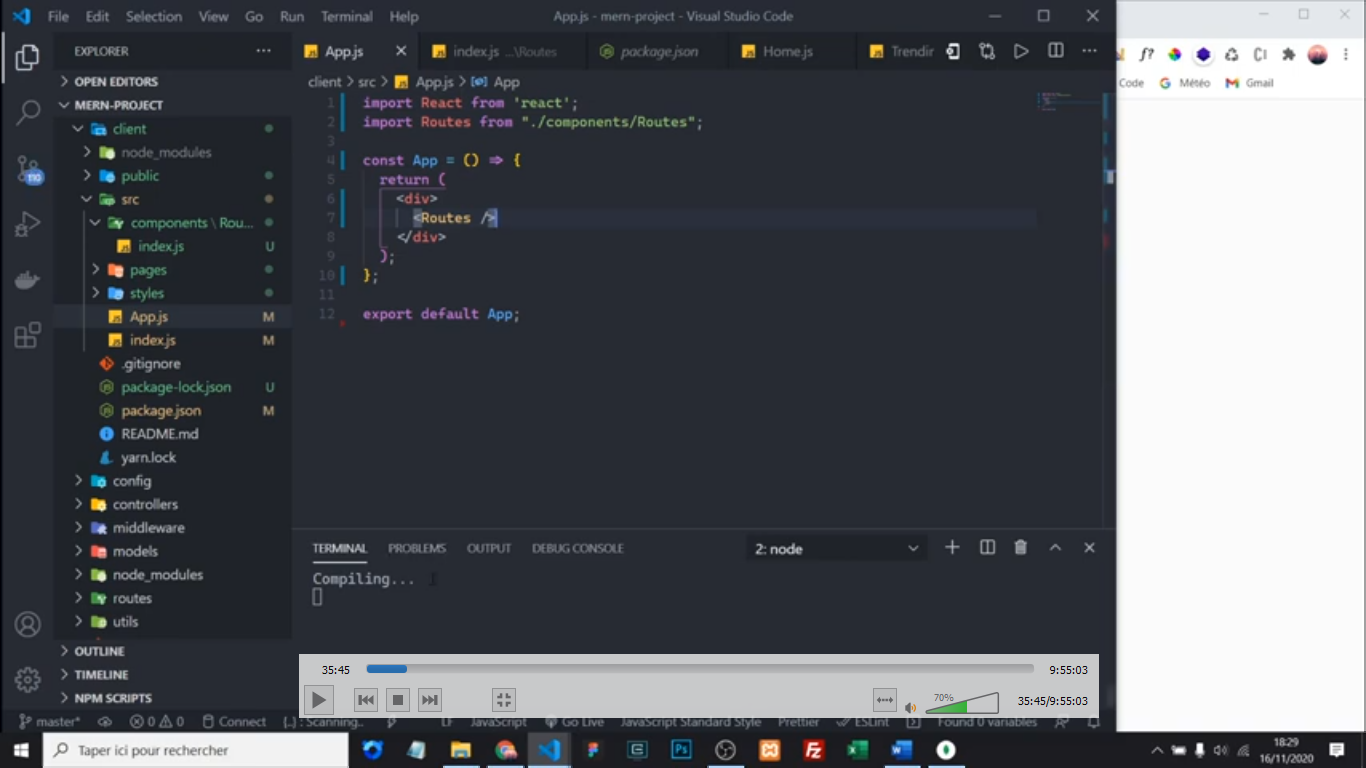 File Edit Selection View Go Run Terminal Help App.js - mern-project - Visual Studio Code
EXPLORER
OPEN EDITORS
MERN-PROJECT
client
node_modules
public
src
components \ Rou...
index.js U
pages
styles
App.js M
index.js M
.gitignore
package-lock.json U
package.json M
README.md
yarn.lock
config
controllers
middleware
models
node_modules
routes
utils
OUTLINE
TIMELINE
NPM SCRIPTS
110
App.js index.js ...\Routes package.json Home.js Trendir
client > src > App.js > App
1 import React from 'react';
2 import Routes from "./components/Routes";
3
4 const App = () => {
5 return (
6 <div>
7 <Routes />
8 </div>
9 );
10 };
11
12 export default App;
TERMINAL PROBLEMS OUTPUT DEBUG CONSOLE 2: node
Compiling...
35:45 9:55:03
70%
35:45/9:55:03
master* 0 0 Connect Scanning.. LF JavaScript Go Live JavaScript Standard Style Prettier ESLint Found 0 variables
f?
Code Météo Gmail
Taper ici pour rechercher
18:29
16/11/2020